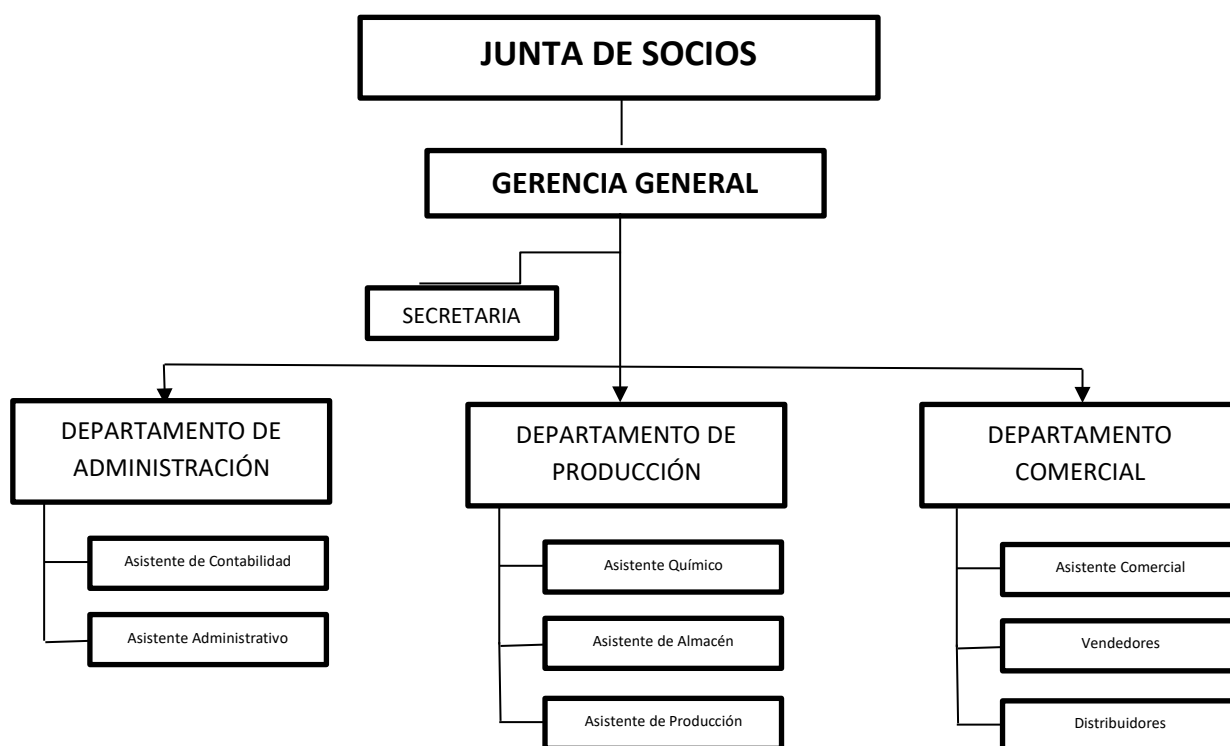 JUNTA DE SOCIOS
GERENCIA GENERAL
SECRETARIA
DEPARTAMENTO DE
ADMINISTRACIÓN
Asistente de Contabilidad
Asistente Administrativo
DEPARTAMENTO DE
PRODUCCIÓN
Asistente Químico
Asistente de Almacén
Asistente de Producción
DEPARTAMENTO
COMERCIAL
Asistente Comercial
Vendedores
Distribuidores